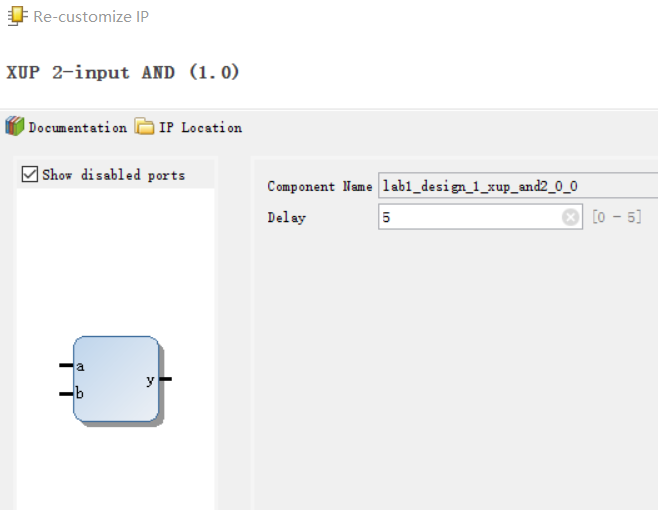 Re-customize IP
XUP 2-input AND (1.0)
Documentation IP Location
Show disabled ports
Component Name lab1_design_1_xup_and2_0_0
Delay 5 [0 - 5]
a
y
b